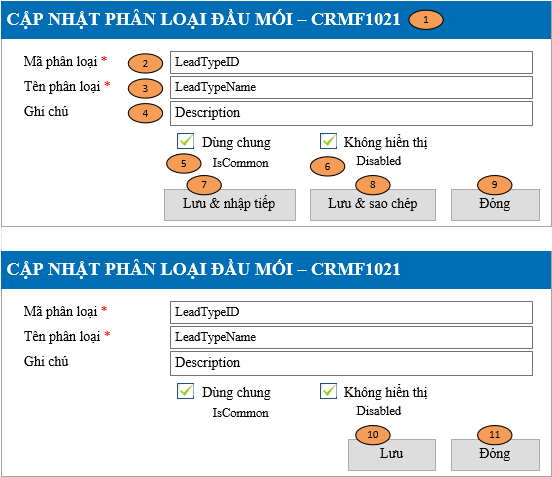 CẬP NHẬT PHÂN LOẠI ĐẦU MỐI – CRMF1021 1
Mã phân loại * 2 LeadTypeID
Tên phân loại * 3 LeadTypeName
Ghi chú 4 Description
Dùng chung Không hiển thị
5 IsCommon 6 Disabled
7 8 9
Lưu & nhập tiếp Lưu & sao chép Đóng
CẬP NHẬT PHÂN LOẠI ĐẦU MỐI – CRMF1021
Mã phân loại * LeadTypeID
Tên phân loại * LeadTypeName
Ghi chú Description
Dùng chung Không hiển thị
IsCommon Disabled
10 11
Lưu Đóng